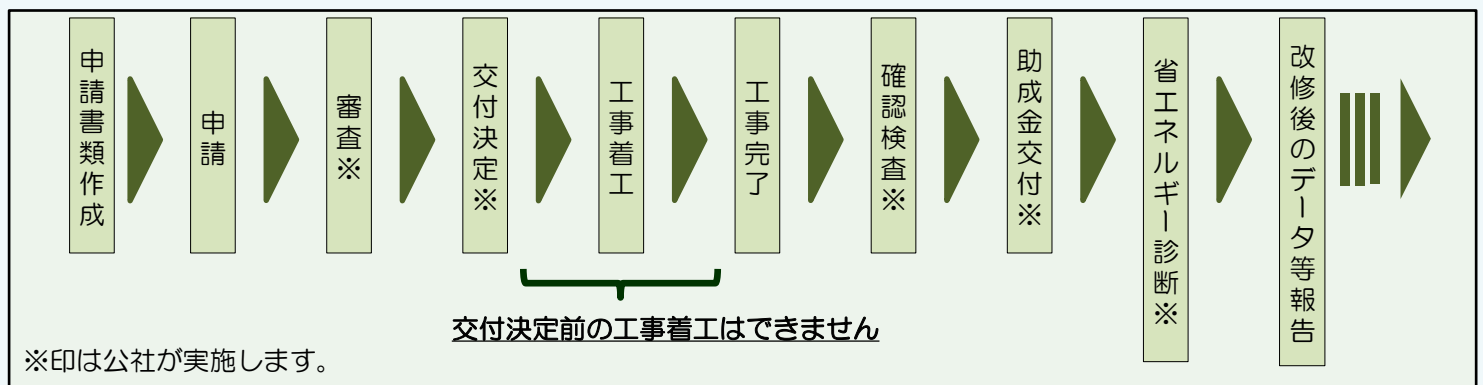 申請書類作成
申請
審査※
交付決定※
工事着工
工事完了
確認検査※
助成金交付※
省エネルギー診断※
改修後のデータ等報告
交付決定前の工事着工はできません
※印は公社が実施します。